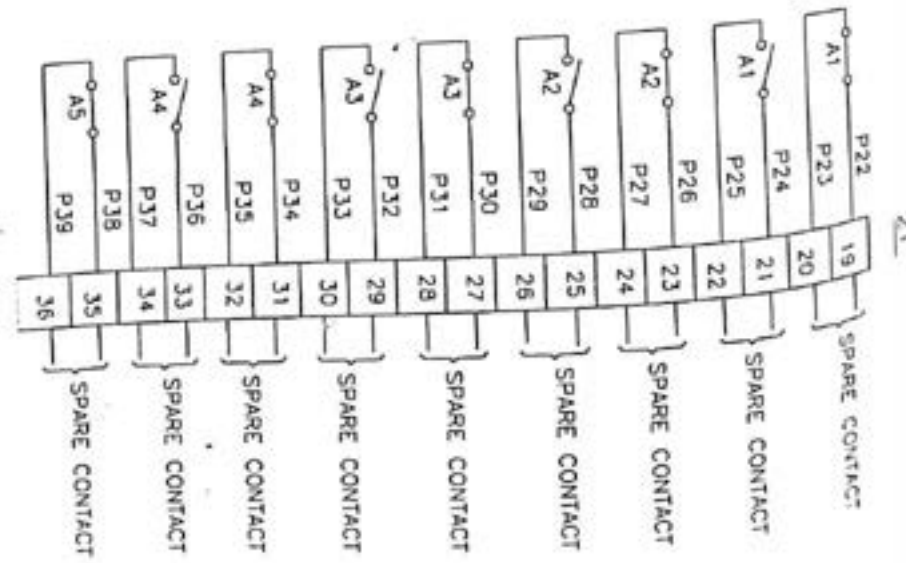 P22 19
A1 SPARE CONTACT
P23 20
P24 21
A1 SPARE CONTACT
P25 22
P26 23
A2 SPARE CONTACT
P27 24
P28 25
A2 SPARE CONTACT
P29 26
P30 27
A3 SPARE CONTACT
P31 28
P32 29
A3 SPARE CONTACT
P33 30
P34 31
A4 SPARE CONTACT
P35 32
P36 33
A4 SPARE CONTACT
P37 34
P38 35
A5 SPARE CONTACT
P39 36